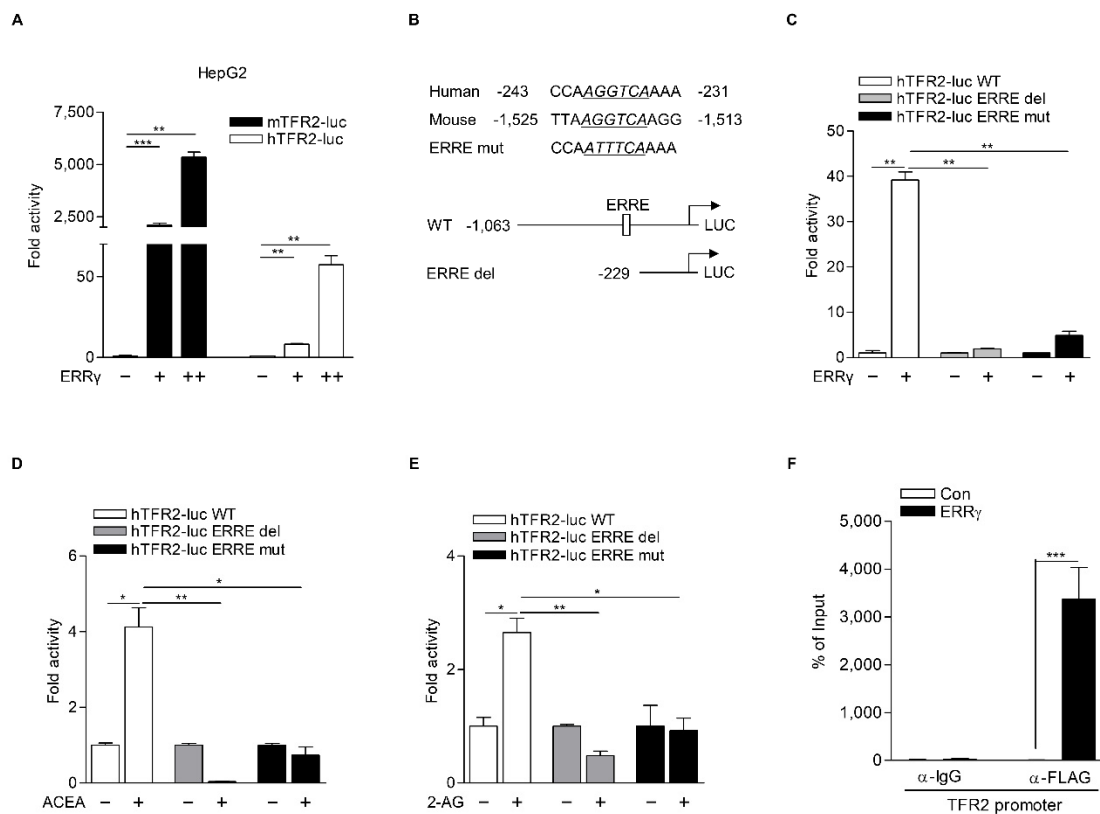 A
HepG2
7,500
5,000
2,500
50
0
Fold activity
mTFR2-luc
hTFR2-luc
***
**
**
**
ERRγ – + ++ – + ++
B
Human -243 CCAAGGTCAAAA -231
Mouse -1,525 TTAAGGTCAAGG -1,513
ERRE mut CCAATTTCAAAA
ERRE
WT -1,063 LUC
ERRE del -229 LUC
C
hTFR2-luc WT
hTFR2-luc ERRE del
hTFR2-luc ERRE mut
50
40
30
20
10
0
Fold activity
**
**
**
ERRγ – + – + – +
D
hTFR2-luc WT
hTFR2-luc ERRE del
hTFR2-luc ERRE mut
6
4
2
0
Fold activity
*
*
**
ACEA – + – + – +
E
hTFR2-luc WT
hTFR2-luc ERRE del
hTFR2-luc ERRE mut
4
2
0
Fold activity
*
*
**
2-AG – + – + – +
F
Con
ERRγ
5,000
4,000
3,000
2,000
1,000
0
% of Input
***
α-IgG α-FLAG
TFR2 promoter